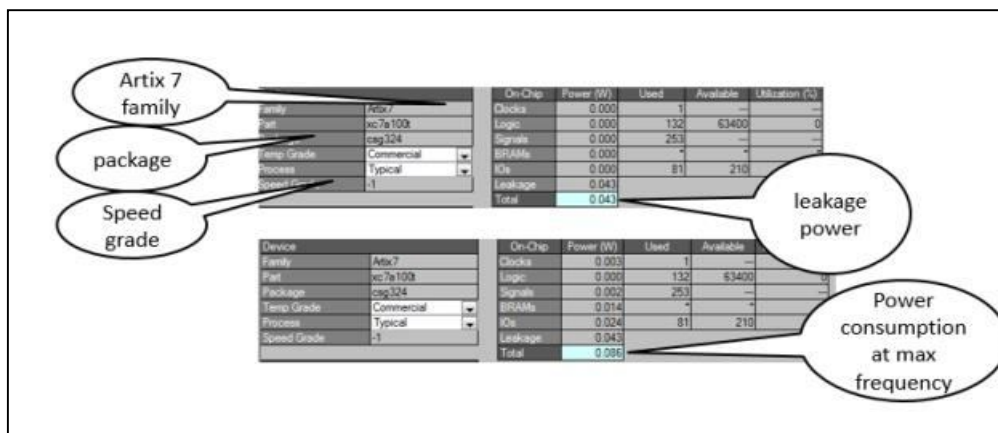 Artix 7
family
package
Speed
grade
On-Chip Power (W) Used Available Utilization (%)
Family Artix7 Clocks 0.000 1 --- ---
Part xc7a100t Logic 0.000 132 63400 0
csg324 Signals 0.000 253 --- ---
Temp Grade Commercial BRAMs 0.000
Process Typical IOs 0.000 81 210
Speed Grade -1 Leakage 0.043
Total 0.043
leakage
power
Device On-Chip Power (W) Used Available
Family Artix7 Clocks 0.003 1 ---
Part xc7a100t Logic 0.000 132 63400 0
Package csg324 Signals 0.002 253 --- ---
Temp Grade Commercial BRAMs 0.014
Process Typical IOs 0.024 81 210
Speed Grade -1 Leakage 0.043
Total 0.086
Power
consumption
at max
frequency